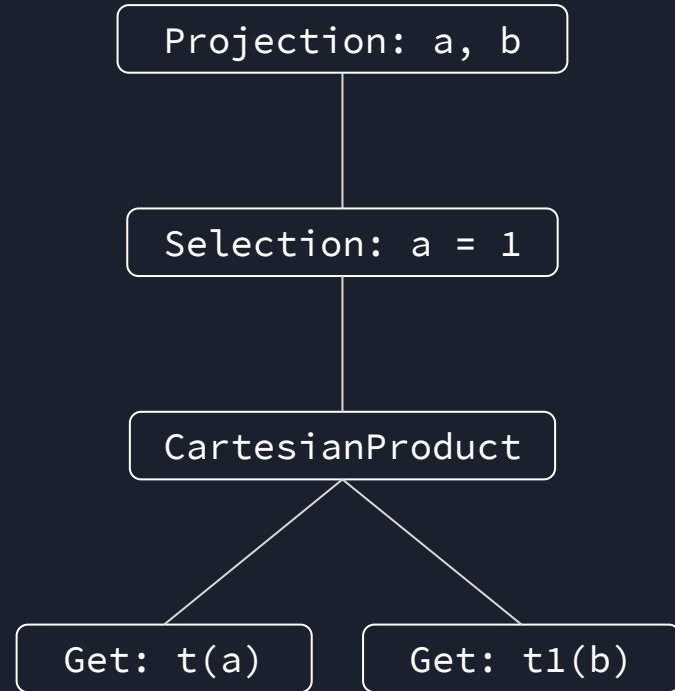 Projection: a, b
Selection: a = 1
CartesianProduct
Get: t(a)
Get: t1(b)